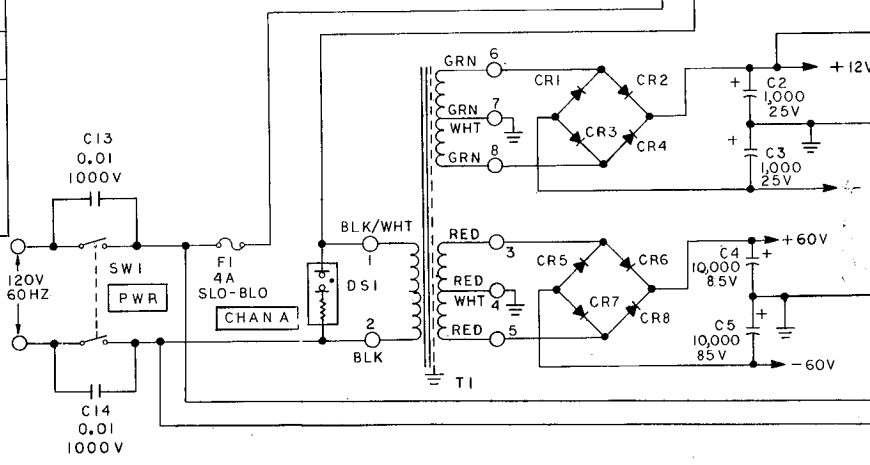 C13
0.01
1000V
120V
60HZ
SW1
PWR
C14
0.01
1000V
F1
4A
SLO-BLO
CHAN A
BLK/WHT
1
DS1
2
BLK
T1
GRN 6
GRN 7
WHT
GRN 8
CR1
CR2
CR3
CR4
+ C2
1,000
25V
+12V
+ C3
1,000
25V
RED 3
RED
WHT 4
RED 5
CR5
CR6
CR7
CR8
C4 +
10,000
85V
+60V
C5 +
10,000
85V
-60V